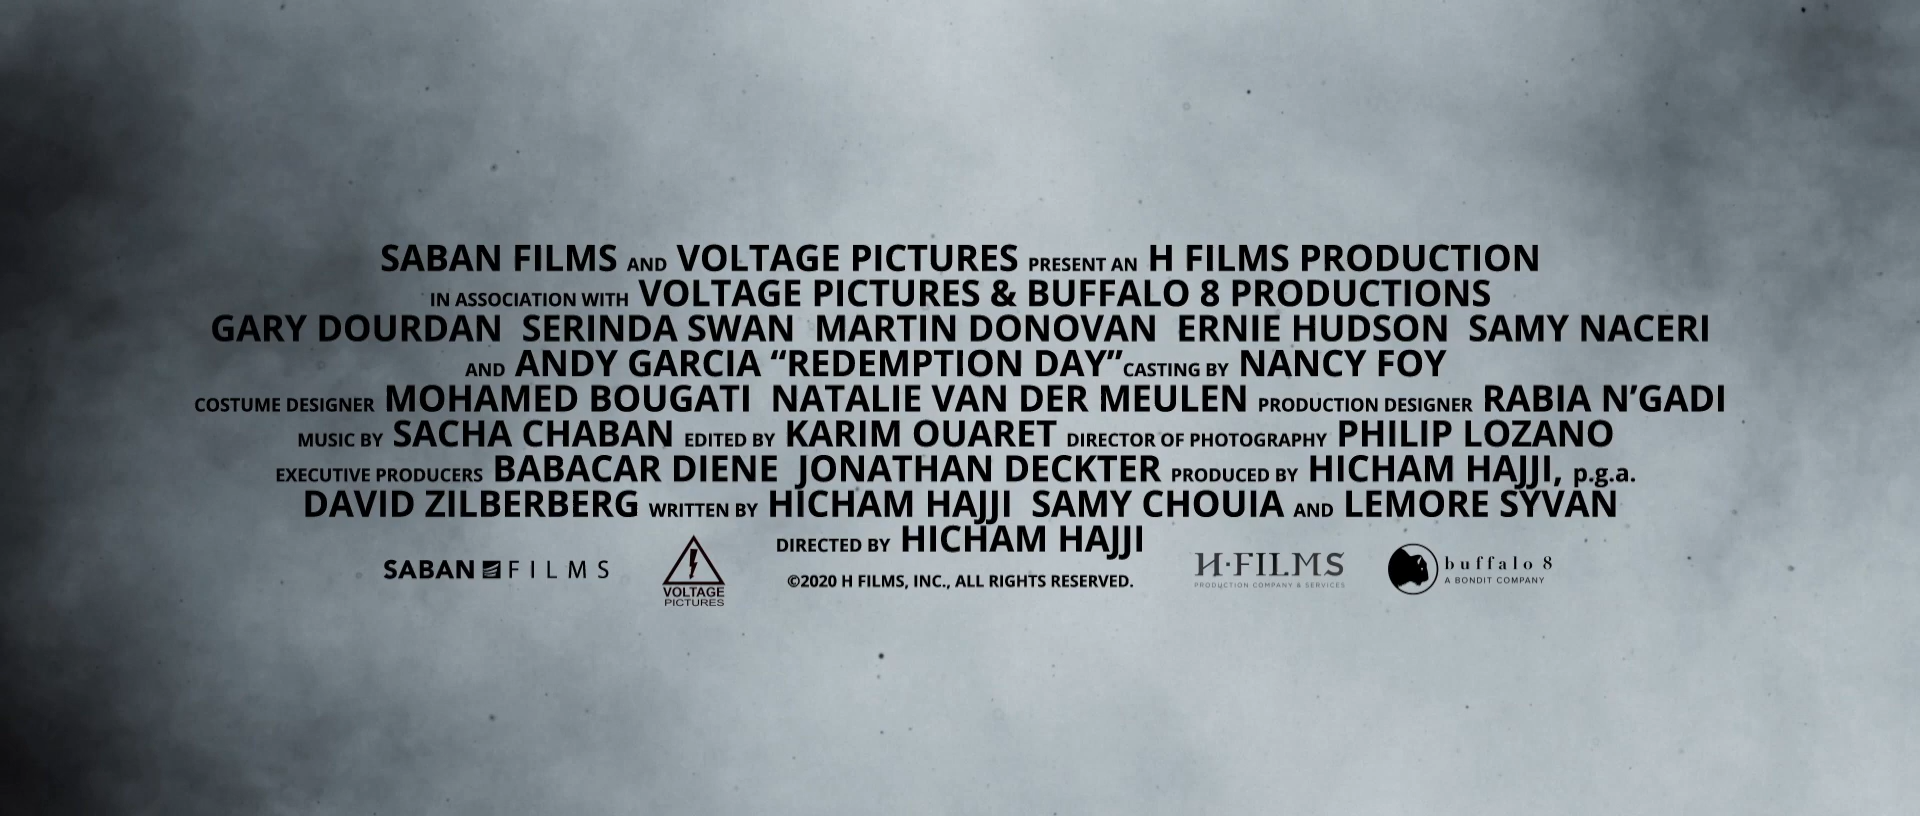 SABAN FILMS AND VOLTAGE PICTURES PRESENT AN H FILMS PRODUCTION
IN ASSOCIATION WITH VOLTAGE PICTURES & BUFFALO 8 PRODUCTIONS
GARY DOURDAN SERINDA SWAN MARTIN DONOVAN ERNIE HUDSON SAMY NACERI
AND ANDY GARCIA “REDEMPTION DAY” CASTING BY NANCY FOY
COSTUME DESIGNER MOHAMED BOUGATI NATALIE VAN DER MEULEN PRODUCTION DESIGNER RABIA N’GADI
MUSIC BY SACHA CHABAN EDITED BY KARIM OUARET DIRECTOR OF PHOTOGRAPHY PHILIP LOZANO
EXECUTIVE PRODUCERS BABACAR DIENE JONATHAN DECKTER PRODUCED BY HICHAM HAJJI, p.g.a.
DAVID ZILBERBERG WRITTEN BY HICHAM HAJJI SAMY CHOUIA AND LEMORE SYVAN
DIRECTED BY HICHAM HAJJI
SABAN FILMS
VOLTAGE
PICTURES
©2020 H FILMS, INC., ALL RIGHTS RESERVED.
H·FILMS
PRODUCTION COMPANY & SERVICES
buffalo 8
A BONDIT COMPANY